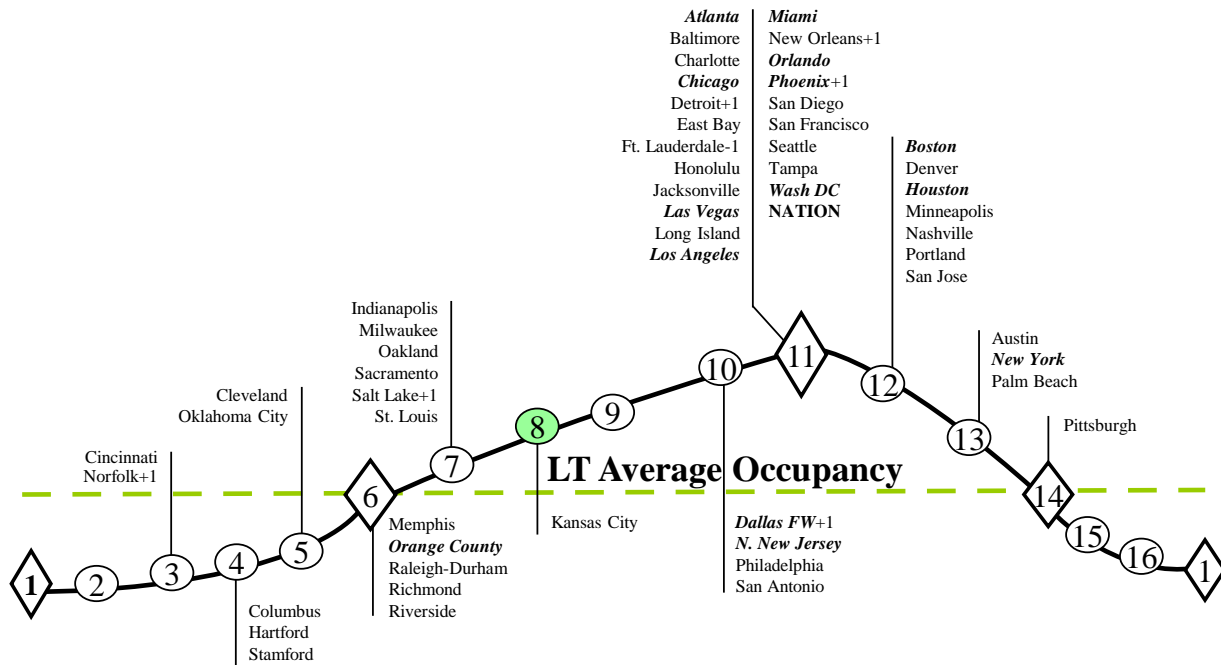 Atlanta
Baltimore
Charlotte
Chicago
Detroit+1
East Bay
Ft. Lauderdale-1
Honolulu
Jacksonville
Las Vegas
Long Island
Los Angeles
Miami
New Orleans+1
Orlando
Phoenix+1
San Diego
San Francisco
Seattle
Tampa
Wash DC
NATION
Boston
Denver
Houston
Minneapolis
Nashville
Portland
San Jose
Indianapolis
Milwaukee
Oakland
Sacramento
Salt Lake+1
St. Louis
Austin
New York
Palm Beach
Cleveland
Oklahoma City
Pittsburgh
Cincinnati
Norfolk+1
LT Average Occupancy
1
2
3
4
5
6
7
8
9
10
11
12
13
14
15
16
1
Memphis
Orange County
Raleigh-Durham
Richmond
Riverside
Kansas City
Dallas FW+1
N. New Jersey
Philadelphia
San Antonio
Columbus
Hartford
Stamford